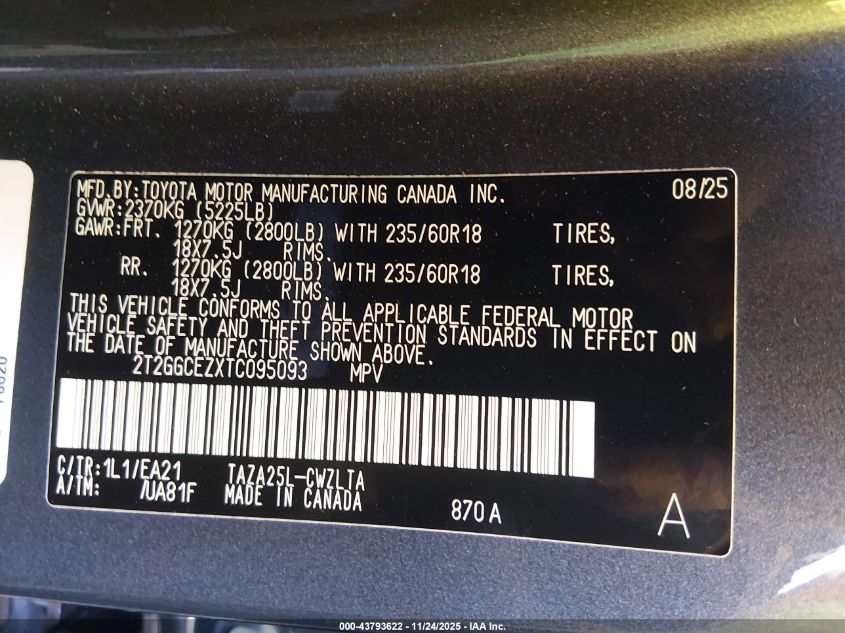 MFD.BY:TOYOTA MOTOR MANUFACTURING CANADA INC. 08/25
GVWR:2370KG (5225LB)
GAWR:FRT. 1270KG (2800LB) WITH 235/60R18 TIRES,
18X7.5J RIMS.
RR. 1270KG (2800LB) WITH 235/60R18 TIRES,
18X7.5J RIMS.
THIS VEHICLE CONFORMS TO ALL APPLICABLE FEDERAL MOTOR
VEHICLE SAFETY AND THEFT PREVENTION STANDARDS IN EFFECT ON
THE DATE OF MANUFACTURE SHOWN ABOVE.
2T2GGCEZXTC095093 MPV
C/TR:1L1/EA21 TAZA25L-CWZLTA
A/TM: /UA81F MADE IN CANADA
870A A
000-43793622 - 11/24/2025 - IAA Inc.